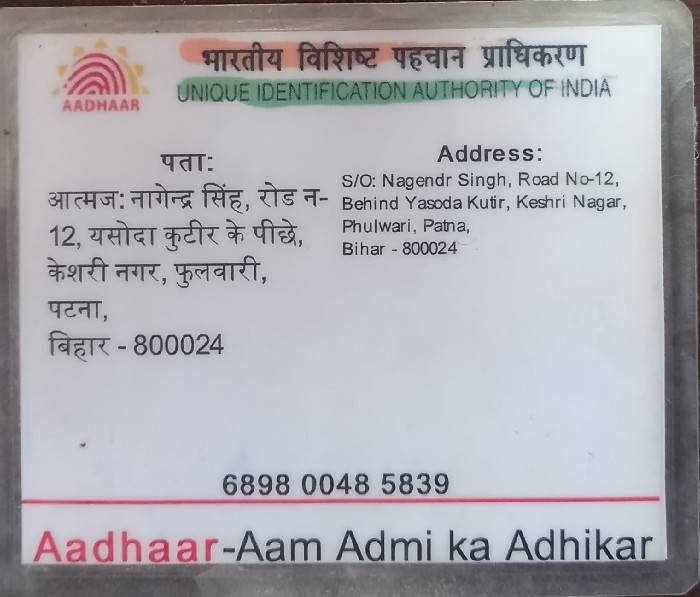 भारतीय विशिष्ट पहचान प्राधिकरण
UNIQUE IDENTIFICATION AUTHORITY OF INDIA
AADHAAR
पता:
आत्मज: नागेन्द्र सिंह, रोड न-
12, यसोदा कुटीर के पीछे,
केशरी नगर, फुलवारी,
पटना,
बिहार - 800024
Address:
S/O: Nagendr Singh, Road No-12,
Behind Yasoda Kutir, Keshri Nagar,
Phulwari, Patna,
Bihar - 800024
6898 0048 5839
Aadhaar-Aam Admi ka Adhikar